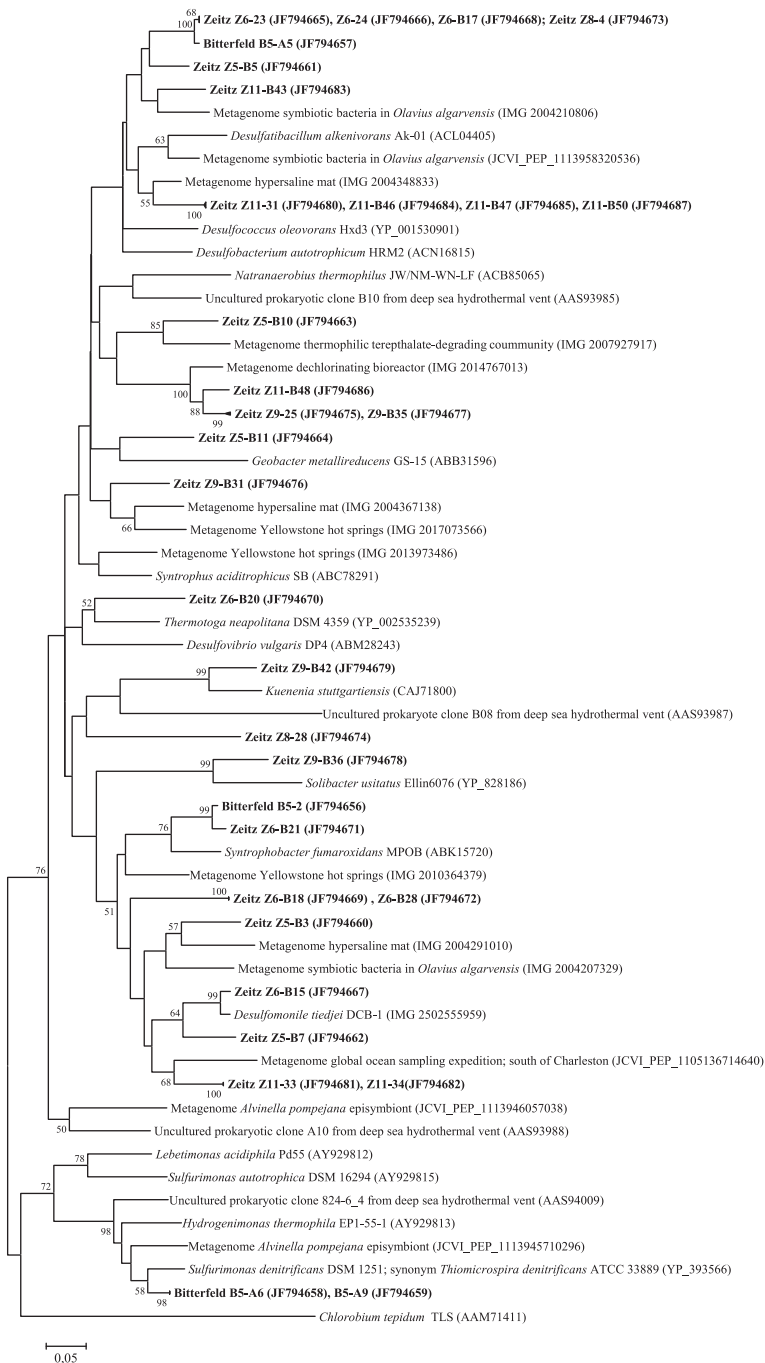 68
Zeitz Z6-23 (JF794665), Z6-24 (JF794666), Z6-B17 (JF794668); Zeitz Z8-4 (JF794673)
100
Bitterfeld B5-A5 (JF794657)
Zeitz Z5-B5 (JF794661)
Zeitz Z11-B43 (JF794683)
Metagenome symbiotic bacteria in Olavius algarvensis (IMG 2004210806)
Desulfatibacillum alkenivorans Ak-01 (ACL04405)
63
Metagenome symbiotic bacteria in Olavius algarvensis (JCVI_PEP_1113958320536)
Metagenome hypersaline mat (IMG 2004348833)
55
Zeitz Z11-31 (JF794680), Z11-B46 (JF794684), Z11-B47 (JF794685), Z11-B50 (JF794687)
100
Desulfococcus oleovorans Hxd3 (YP_001530901)
Desulfobacterium autotrophicum HRM2 (ACN16815)
Natranaerobius thermophilus JW/NM-WN-LF (ACB85065)
Uncultured prokaryotic clone B10 from deep sea hydrothermal vent (AAS93985)
Zeitz Z5-B10 (JF794663)
85
Metagenome thermophilic terepthalate-degrading coummunity (IMG 2007927917)
Metagenome dechlorinating bioreactor (IMG 2014767013)
100
Zeitz Z11-B48 (JF794686)
88
Zeitz Z9-25 (JF794675), Z9-B35 (JF794677)
99
Zeitz Z5-B11 (JF794664)
Geobacter metallireducens GS-15 (ABB31596)
Zeitz Z9-B31 (JF794676)
Metagenome hypersaline mat (IMG 2004367138)
66
Metagenome Yellowstone hot springs (IMG 2017073566)
Metagenome Yellowstone hot springs (IMG 2013973486)
Syntrophus aciditrophicus SB (ABC78291)
Zeitz Z6-B20 (JF794670)
52
Thermotoga neapolitana DSM 4359 (YP_002535239)
Desulfovibrio vulgaris DP4 (ABM28243)
Zeitz Z9-B42 (JF794679)
99
Kuenenia stuttgartiensis (CAJ71800)
Uncultured prokaryote clone B08 from deep sea hydrothermal vent (AAS93987)
Zeitz Z8-28 (JF794674)
Zeitz Z9-B36 (JF794678)
99
Solibacter usitatus Ellin6076 (YP_828186)
Bitterfeld B5-2 (JF794656)
99
Zeitz Z6-B21 (JF794671)
76
Syntrophobacter fumaroxidans MPOB (ABK15720)
76
Metagenome Yellowstone hot springs (IMG 2010364379)
100
Zeitz Z6-B18 (JF794669) , Z6-B28 (JF794672)
51
Zeitz Z5-B3 (JF794660)
57
Metagenome hypersaline mat (IMG 2004291010)
Metagenome symbiotic bacteria in Olavius algarvensis (IMG 2004207329)
Zeitz Z6-B15 (JF794667)
99
Desulfomonile tiedjei DCB-1 (IMG 2502555959)
64
Zeitz Z5-B7 (JF794662)
Metagenome global ocean sampling expedition; south of Charleston (JCVI_PEP_1105136714640)
68
Zeitz Z11-33 (JF794681), Z11-34(JF794682)
100
Metagenome Alvinella pompejana episymbiont (JCVI_PEP_1113946057038)
50
Uncultured prokaryotic clone A10 from deep sea hydrothermal vent (AAS93988)
Lebetimonas acidiphila Pd55 (AY929812)
78
Sulfurimonas autotrophica DSM 16294 (AY929815)
72
Uncultured prokaryotic clone 824-6_4 from deep sea hydrothermal vent (AAS94009)
Hydrogenimonas thermophila EP1-55-1 (AY929813)
98
Metagenome Alvinella pompejana episymbiont (JCVI_PEP_1113945710296)
Sulfurimonas denitrificans DSM 1251; synonym Thiomicrospira denitrificans ATCC 33889 (YP_393566)
58
Bitterfeld B5-A6 (JF794658), B5-A9 (JF794659)
98
Chlorobium tepidum TLS (AAM71411)
0.05